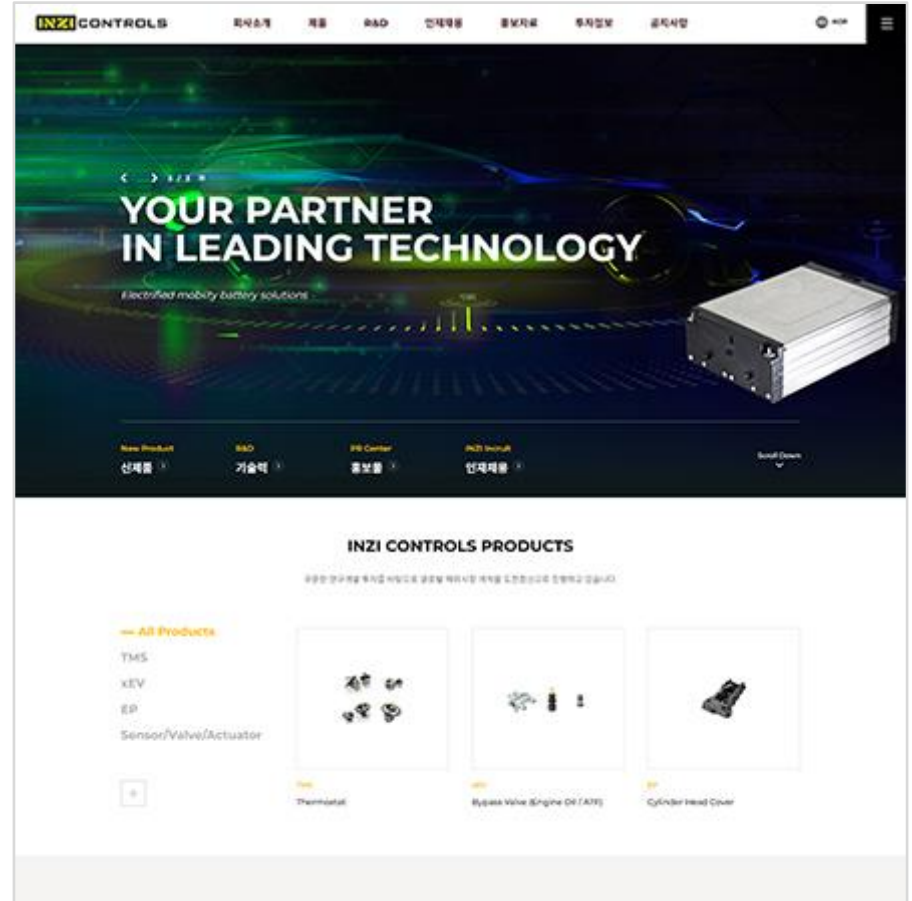 INZI CONTROLS
회사소개 제품 R&D 인재채용 홍보자료 투자정보 공지사항
YOUR PARTNER
IN LEADING TECHNOLOGY
Electrified mobility battery solutions
New Product R&D PR Center INZI Incruit
신제품 기술력 홍보물 인재채용
Scroll Down
INZI CONTROLS PRODUCTS
All Products
TMS
xEV
EP
Sensor/Valve/Actuator
+
Thermostat
Bypass Valve (Engine Oil / ATF)
Cylinder Head Cover